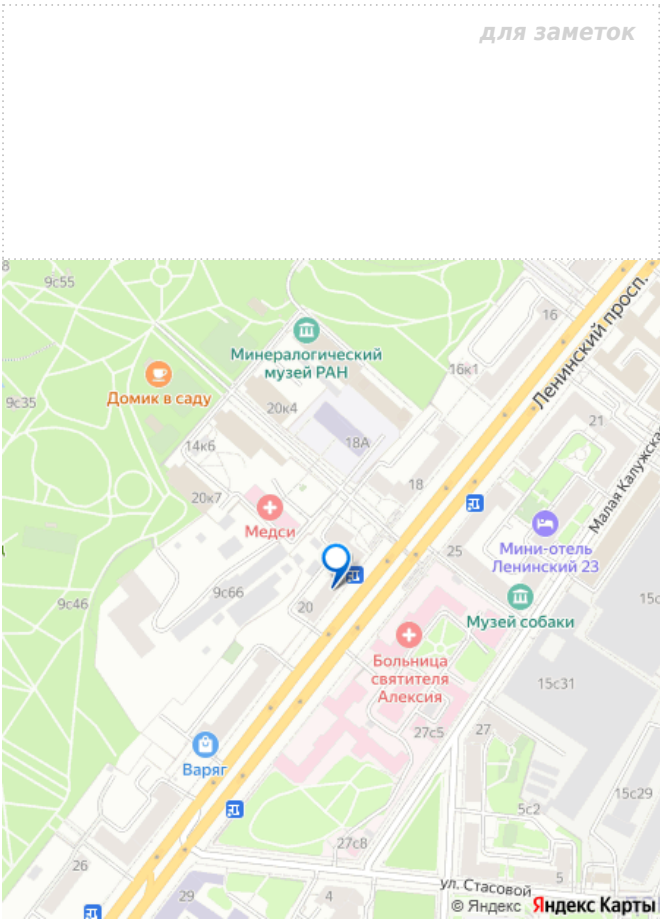 для заметок
8
9с55
16
Ленинский просп.
Минералогический
музей РАН
16к1
Домик в саду
9с35
20к4
21
18А
14к6
Малая Калужская
18
20к7
Медси
25
Мини-отель
Ленинский 23
9с66
9с46
20
Музей собаки
15с
Больница
святителя
Алексия
15с31
27с5
27
Варяг
15с29
5с2
27с8
26
ул. Стасовой
5
29
4
© Яндекс Яндекс Карты